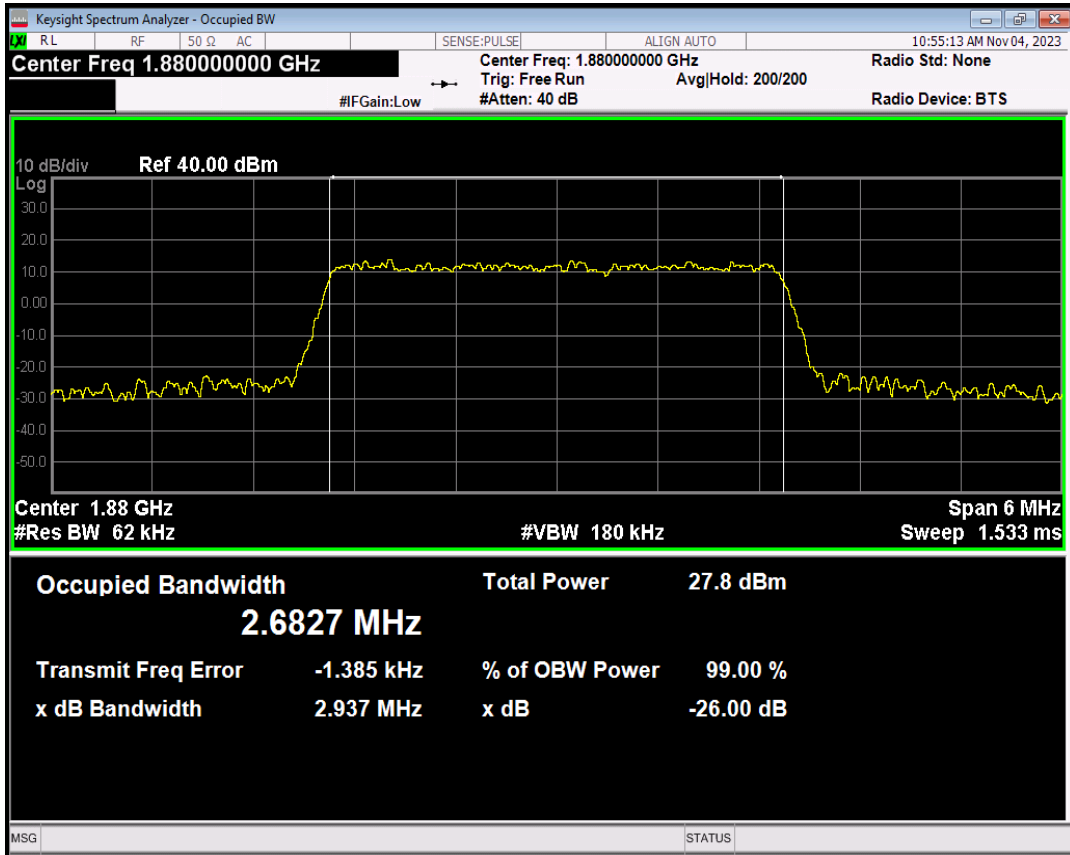 Keysight Spectrum Analyzer - Occupied BW
LXI RL RF 50 Ω AC SENSE:PULSE ALIGN AUTO 10:55:13 AM Nov 04, 2023
Center Freq 1.880000000 GHz Center Freq: 1.880000000 GHz Radio Std: None
Trig: Free Run Avg|Hold: 200/200
#IFGain:Low #Atten: 40 dB Radio Device: BTS
10 dB/div Ref 40.00 dBm
Log
30.0
20.0
10.0
0.00
-10.0
-20.0
-30.0
-40.0
-50.0
Center 1.88 GHz Span 6 MHz
#Res BW 62 kHz #VBW 180 kHz Sweep 1.533 ms
Occupied Bandwidth Total Power 27.8 dBm
2.6827 MHz
Transmit Freq Error -1.385 kHz % of OBW Power 99.00 %
x dB Bandwidth 2.937 MHz x dB -26.00 dB
MSG STATUS